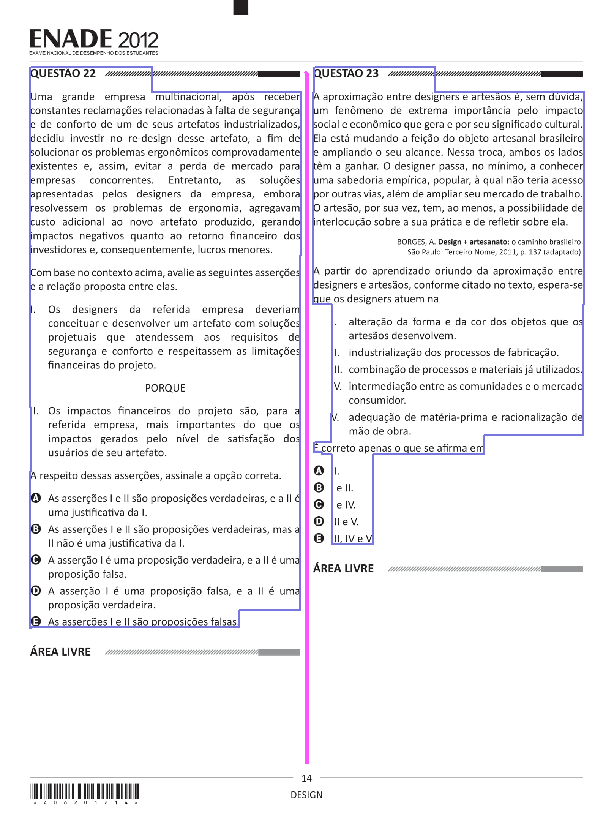 ENADE 2012
EXAME NACIONAL DE DESEMPENHO DOS ESTUDANTES
QUESTÃO 22
Uma grande empresa multinacional, após receber
constantes reclamações relacionadas à falta de segurança
e de conforto de um de seus artefatos industrializados,
decidiu investir no re-design desse artefato, a fim de
solucionar os problemas ergonômicos comprovadamente
existentes e, assim, evitar a perda de mercado para
empresas concorrentes. Entretanto, as soluções
apresentadas pelos designers da empresa, embora
resolvessem os problemas de ergonomia, agregavam
custo adicional ao novo artefato produzido, gerando
impactos negativos quanto ao retorno financeiro dos
investidores e, consequentemente, lucros menores.
Com base no contexto acima, avalie as seguintes asserções
e a relação proposta entre elas.
I. Os designers da referida empresa deveriam
conceituar e desenvolver um artefato com soluções
projetuais que atendessem aos requisitos de
segurança e conforto e respeitassem as limitações
financeiras do projeto.
PORQUE
II. Os impactos financeiros do projeto são, para a
referida empresa, mais importantes do que os
impactos gerados pelo nível de satisfação dos
usuários de seu artefato.
A respeito dessas asserções, assinale a opção correta.
A As asserções I e II são proposições verdadeiras, e a II é
uma justificativa da I.
B As asserções I e II são proposições verdadeiras, mas a
II não é uma justificativa da I.
C A asserção I é uma proposição verdadeira, e a II é uma
proposição falsa.
D A asserção I é uma proposição falsa, e a II é uma
proposição verdadeira.
E As asserções I e II são proposições falsas.
ÁREA LIVRE
QUESTÃO 23
A aproximação entre designers e artesãos é, sem dúvida,
um fenômeno de extrema importância pelo impacto
social e econômico que gera e por seu significado cultural.
Ela está mudando a feição do objeto artesanal brasileiro
e ampliando o seu alcance. Nessa troca, ambos os lados
têm a ganhar. O designer passa, no mínimo, a conhecer
uma sabedoria empírica, popular, à qual não teria acesso
por outras vias, além de ampliar seu mercado de trabalho.
O artesão, por sua vez, tem, ao menos, a possibilidade de
interlocução sobre a sua prática e de refletir sobre ela.
BORGES, A. Design + artesanato: o caminho brasileiro.
São Paulo: Terceiro Nome, 2011, p. 137 (adaptado)
A partir do aprendizado oriundo da aproximação entre
designers e artesãos, conforme citado no texto, espera-se
que os designers atuem na
I. alteração da forma e da cor dos objetos que os
artesãos desenvolvem.
II. industrialização dos processos de fabricação.
III. combinação de processos e materiais já utilizados.
IV. intermediação entre as comunidades e o mercado
consumidor.
V. adequação de matéria-prima e racionalização de
mão de obra.
É correto apenas o que se afirma em
A I.
B e II.
C e IV.
D II e V.
E II, IV e V
ÁREA LIVRE
14
DESIGN